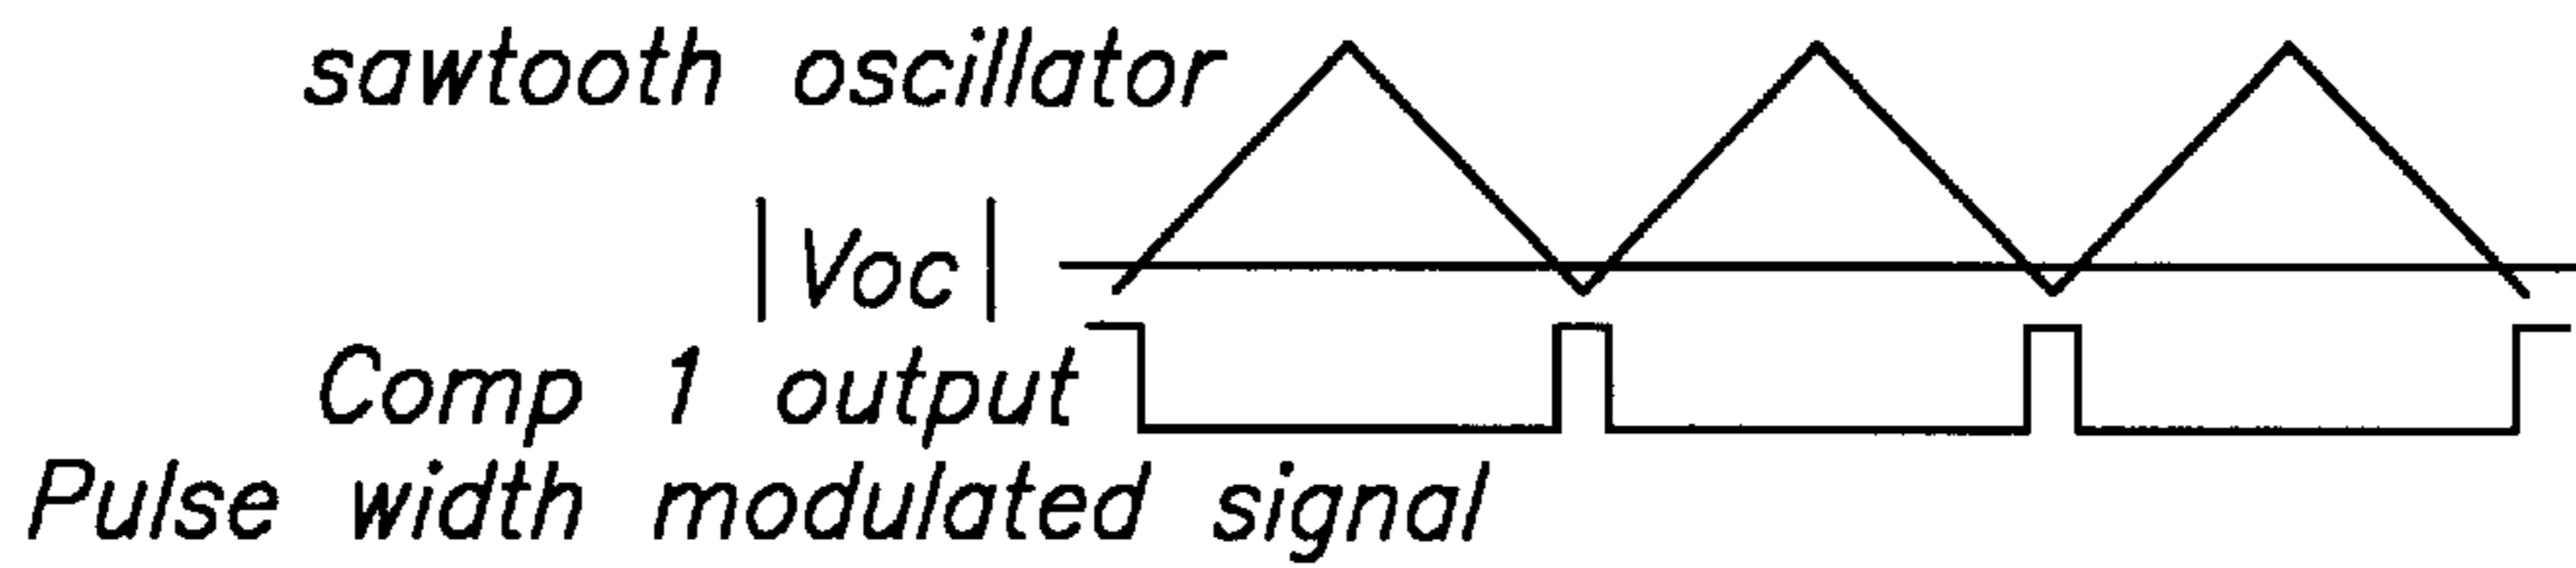 sawtooth oscillator
|Voc|
Comp 1 output
Pulse width modulated signal